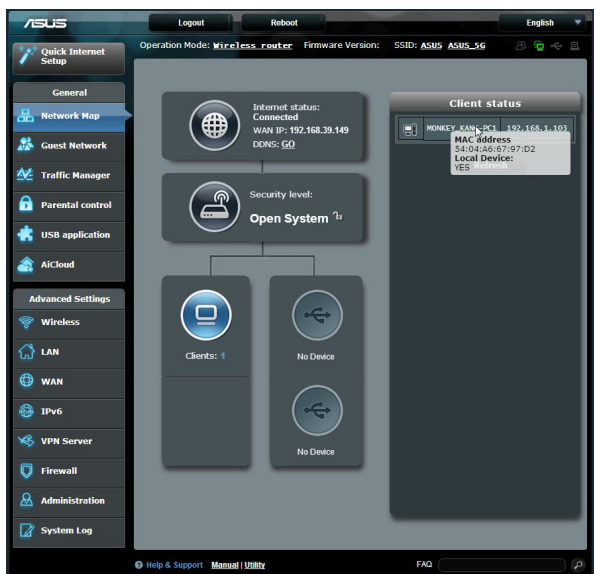 ASUS
Logout
Reboot
English
Quick Internet Setup
Operation Mode: Wireless router Firmware Version: SSID: ASUS ASUS_5G
General
Network Map
Guest Network
Traffic Manager
Parental control
USB application
AiCloud
Advanced Settings
Wireless
LAN
WAN
IPv6
VPN Server
Firewall
Administration
System Log
Internet status:
Connected
WAN IP: 192.168.39.149
DDNS: GO
Security level:
Open System
Clients: 1
No Device
No Device
Client status
192.168.1.103
MAC address
54:04:A6:67:97:D2
Local Device:
YES
Refresh
Help & Support Manual | Utility
FAQ